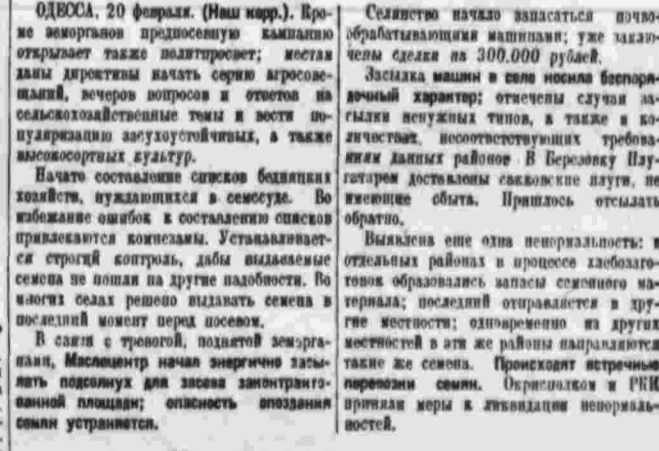 ОДЕССА, 20 февраля. (Наш корр.). Кро-
ме земорганов предпосевную кампанию
открывает также политпросвет; местам
даны директивы начать серию агросове-
щаний, вечеров вопросов и ответов на
сельскохозяйственные темы и вести по-
пуляризацию засухоустойчивых, а также
высокосортных культур.
Начато составление списков бедняцких
хозяйств, нуждающихся в семссуде. Во
избежание ошибок к составлению списков
привлекаются комнезамы. Устанавливает-
ся строгий контроль, дабы выдаваемые
семена не пошли на другие надобности. Во
многих селах решено выдавать семена в
последний момент перед посевом.
В связи с тревогой, поднятой земорга-
нами, Маслоцентр начал энергично засы-
лать подсолнух для засева законтракто-
ванной площади; опасность опоздания
семян устраняется.
Селянство начало запасаться почво-
обрабатывающими машинами; уже заклю-
чены сделки на 300.000 рублей.
Засылка машин в село носила беспоря-
дочный характер; отмечены случаи за-
сылки ненужных типов, а также в ко-
личествах, несоответствующих требова-
ниям данных районов. В Березовку Плу-
гатарем доставлены сакковские плуги, не
имеющие сбыта. Пришлось отсылать
обратно.
Выявлена еще одна ненормальность: в
отдельных районах в процессе хлебозаго-
товок образовались запасы семенного ма-
териала; последний отправляется в дру-
гие местности; одновременно из других
местностей в эти же районы направляются
такие же семена. Происходят встречные
перевозки семян. Окрисполком и РКИ
приняли меры к ликвидации ненормаль-
ностей.